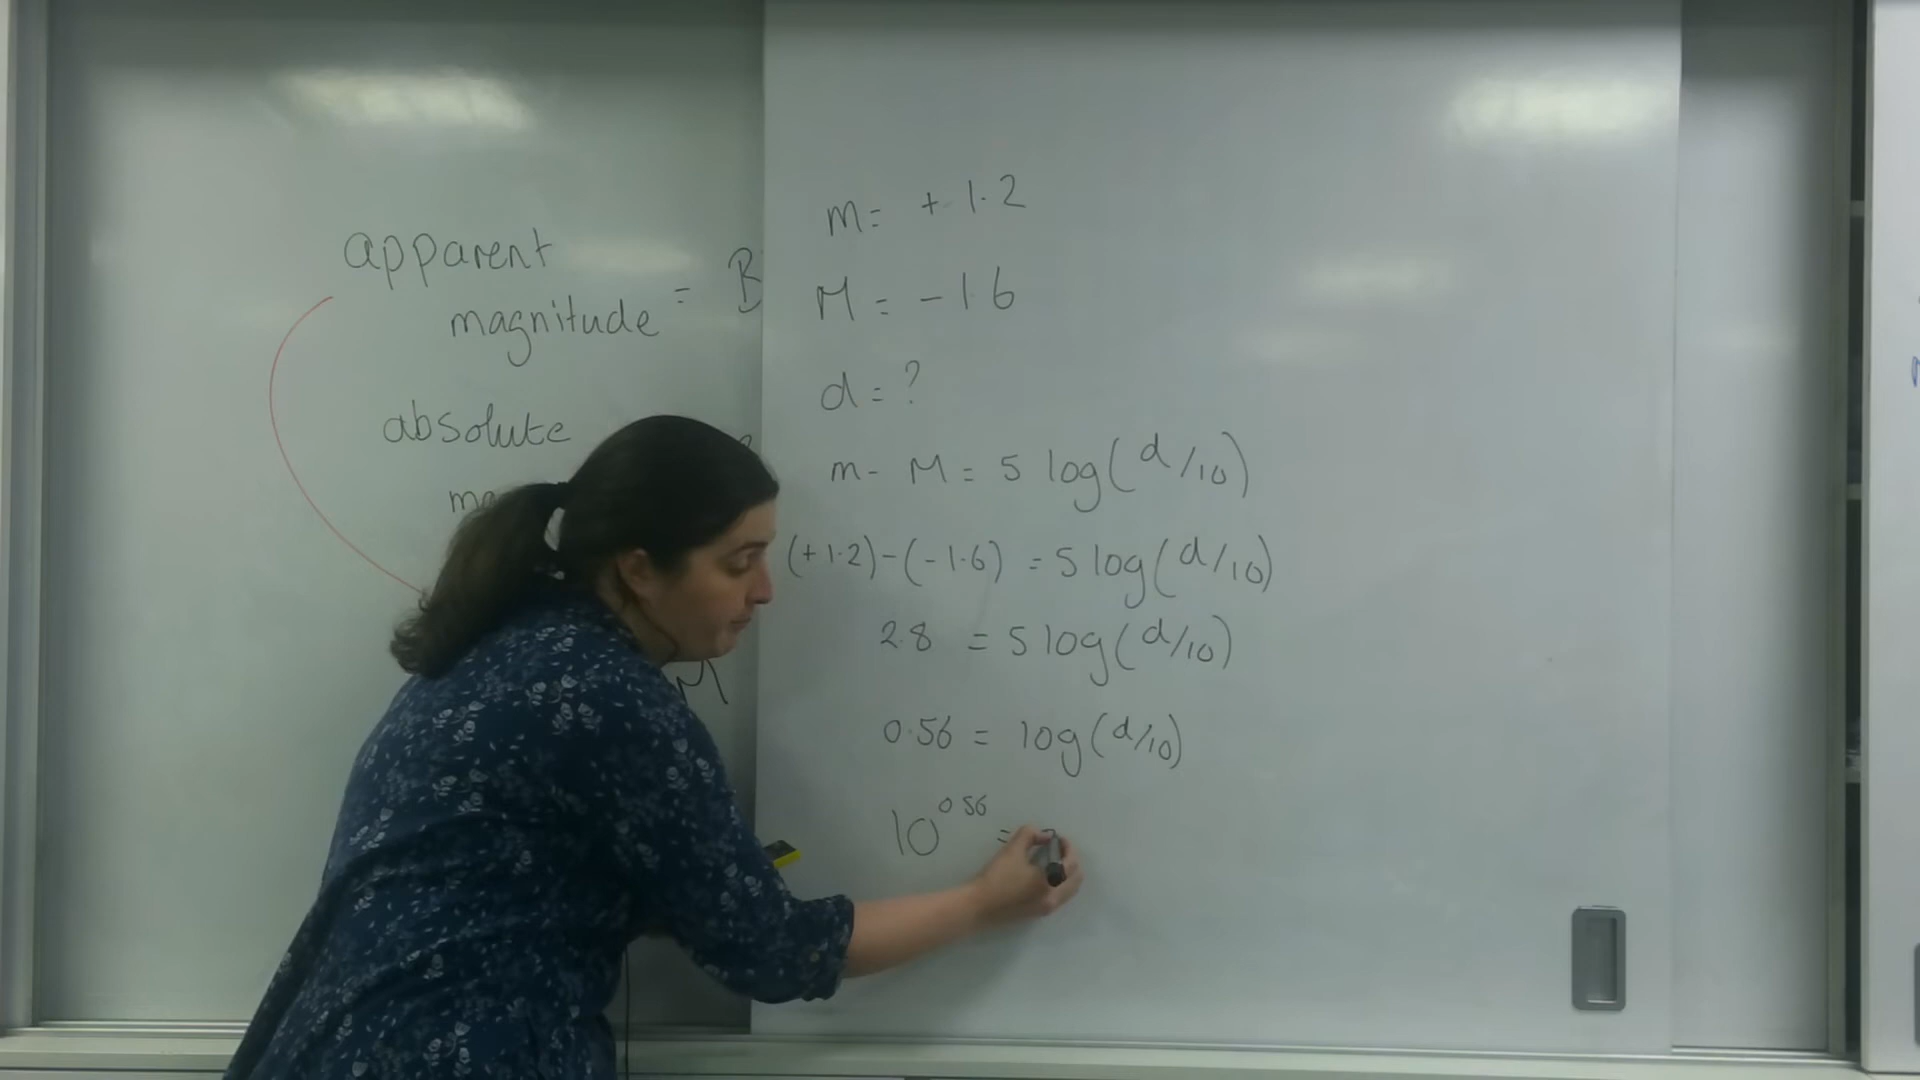 apparent
magnitude = B
absolute
m = +1.2
M = -1.6
d = ?
m - M = 5 log(d/10)
(+1.2)-(-1.6) = 5 log(d/10)
2.8 = 5 log(d/10)
0.56 = log(d/10)
10^0.56 =
M